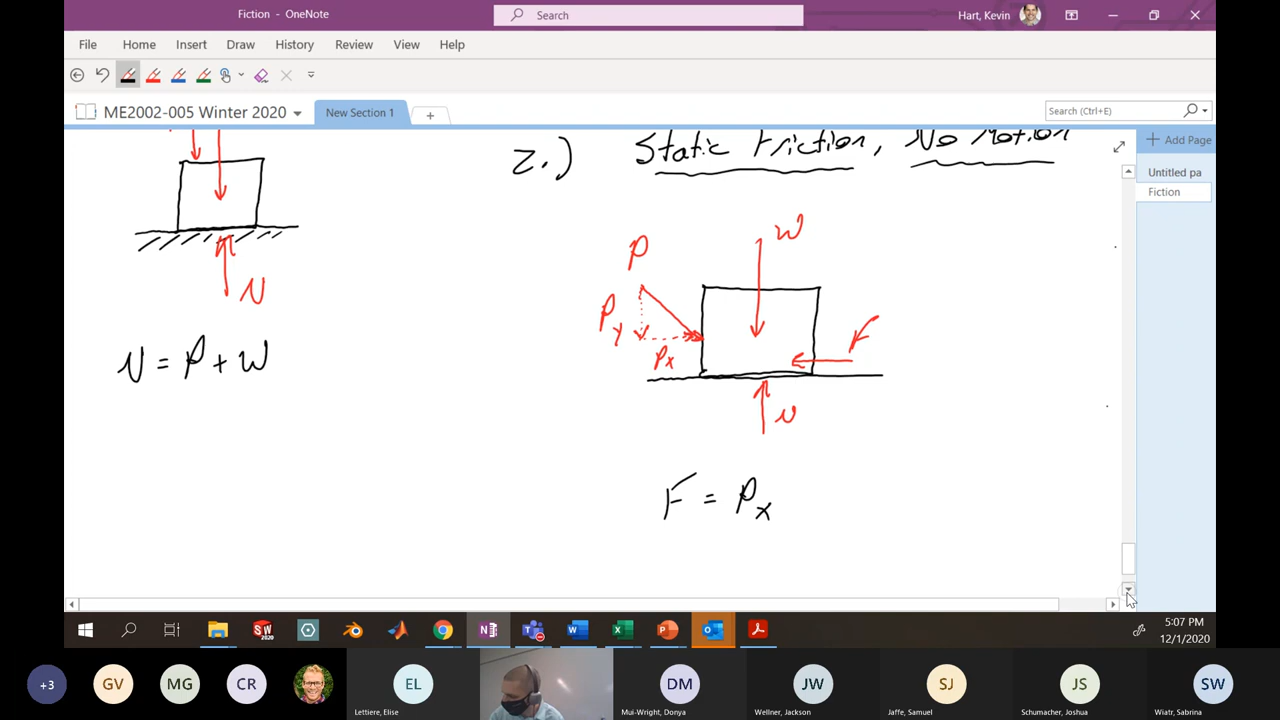 Fiction - OneNote
Search
Hart, Kevin
File Home Insert Draw History Review View Help
ME2002-005 Winter 2020
New Section 1
+
Search (Ctrl+E)
+ Add Page
Untitled pa
Fiction
2.) Static Friction, No Motion
N
N = P + W
W
P
Py
Px
F
N
F = Px
5:07 PM
12/1/2020
+3
GV
MG
CR
EL
Lettiere, Elise
DM
Mui-Wright, Donya
JW
Wellner, Jackson
SJ
Jaffe, Samuel
JS
Schumacher, Joshua
SW
Wiatr, Sabrina